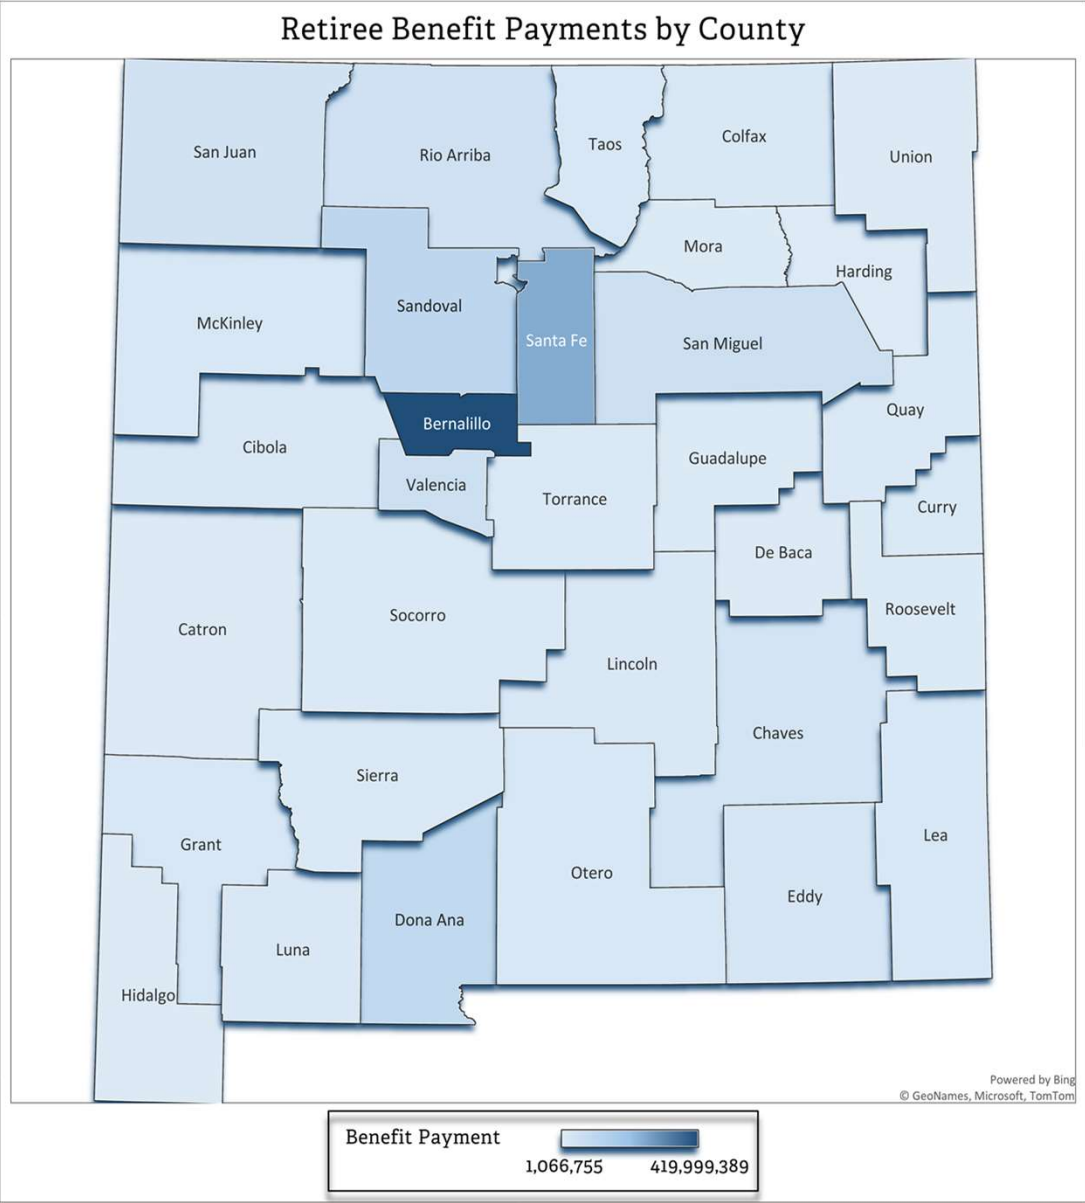 Retiree Benefit Payments by County
San Juan
Rio Arriba
Taos
Colfax
Union
Mora
Harding
McKinley
Sandoval
Santa Fe
San Miguel
Quay
Bernalillo
Cibola
Guadalupe
Valencia
Torrance
Curry
De Baca
Roosevelt
Catron
Socorro
Lincoln
Chaves
Sierra
Grant
Lea
Otero
Eddy
Dona Ana
Luna
Hidalgo
Powered by Bing
© GeoNames, Microsoft, TomTom
Benefit Payment
1,066,755 419,999,389